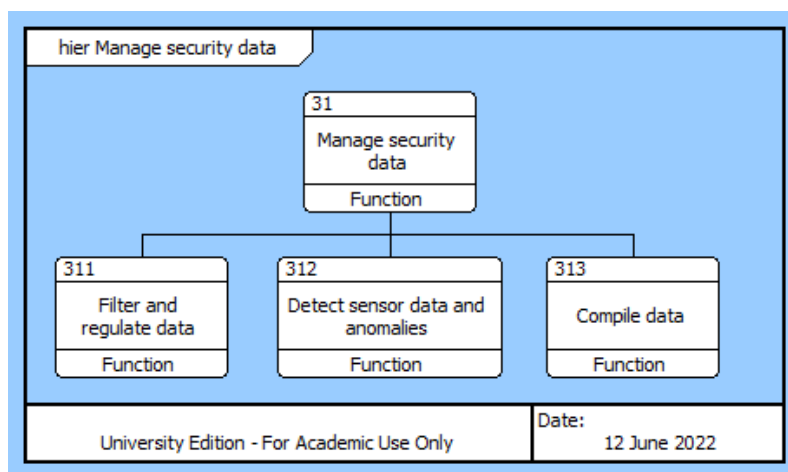 hier Manage security data
31
Manage security
data
Function
311
Filter and
regulate data
Function
312
Detect sensor data and
anomalies
Function
313
Compile data
Function
University Edition - For Academic Use Only
Date:
12 June 2022